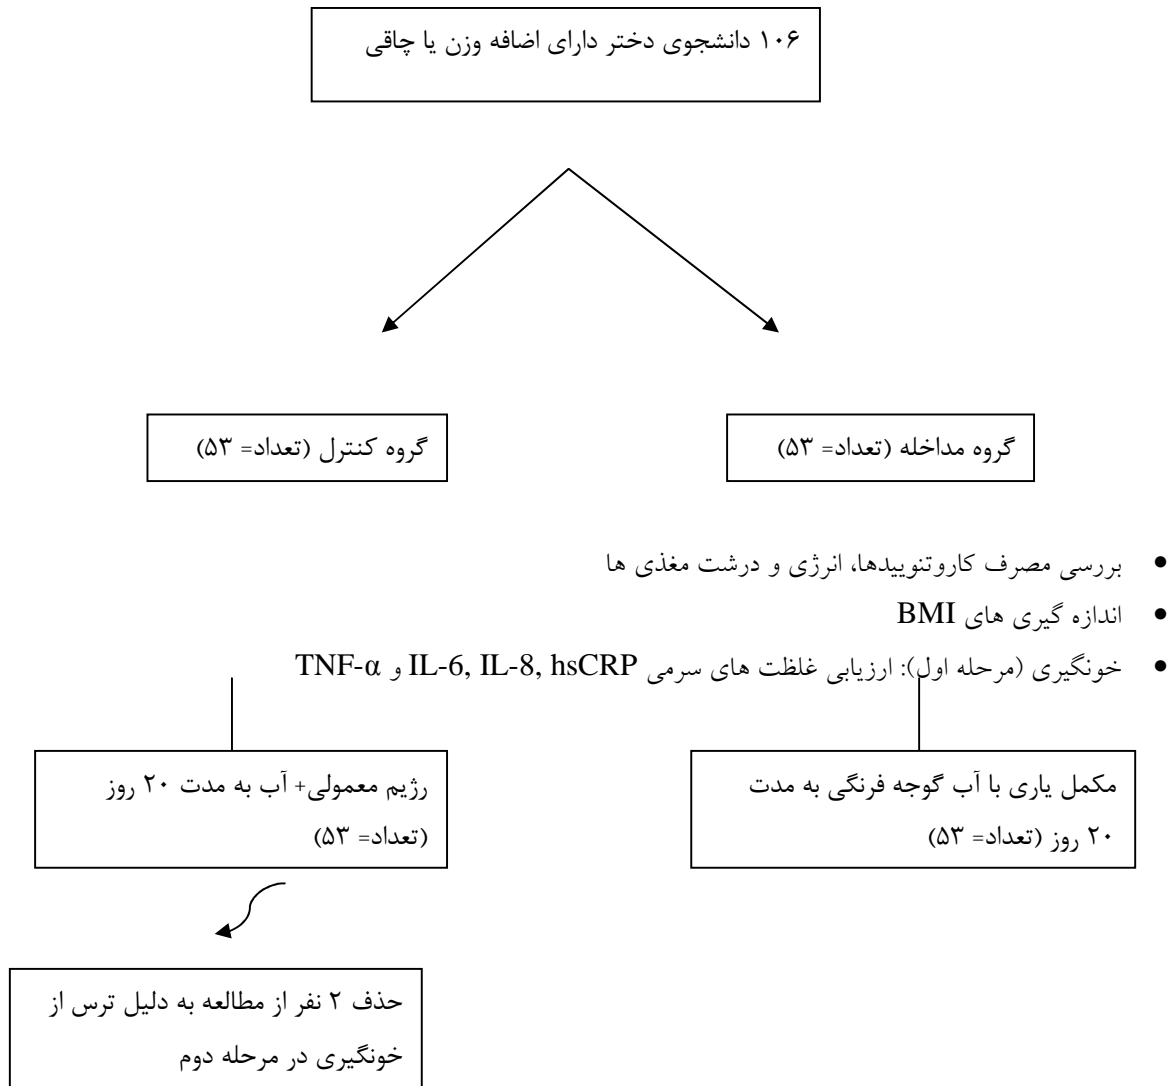 ۱۰۶ دانشجوی دختر دارای اضافه وزن یا چاقی
گروه مداخله (تعداد= ۵۳)
گروه کنترل (تعداد= ۵۳)
• بررسی مصرف کاروتنوییدها، انرژی و درشت مغذی ها
• اندازه گیری های BMI
• خونگیری (مرحله اول): ارزیابی غلظت های سرمی IL-6, IL-8, hsCRP و TNF-α
مکمل یاری با آب گوجه فرنگی به مدت
۲۰ روز (تعداد= ۵۳)
رژیم معمولی+ آب به مدت ۲۰ روز
(تعداد= ۵۳)
حذف ۲ نفر از مطالعه به دلیل ترس از
خونگیری در مرحله دوم